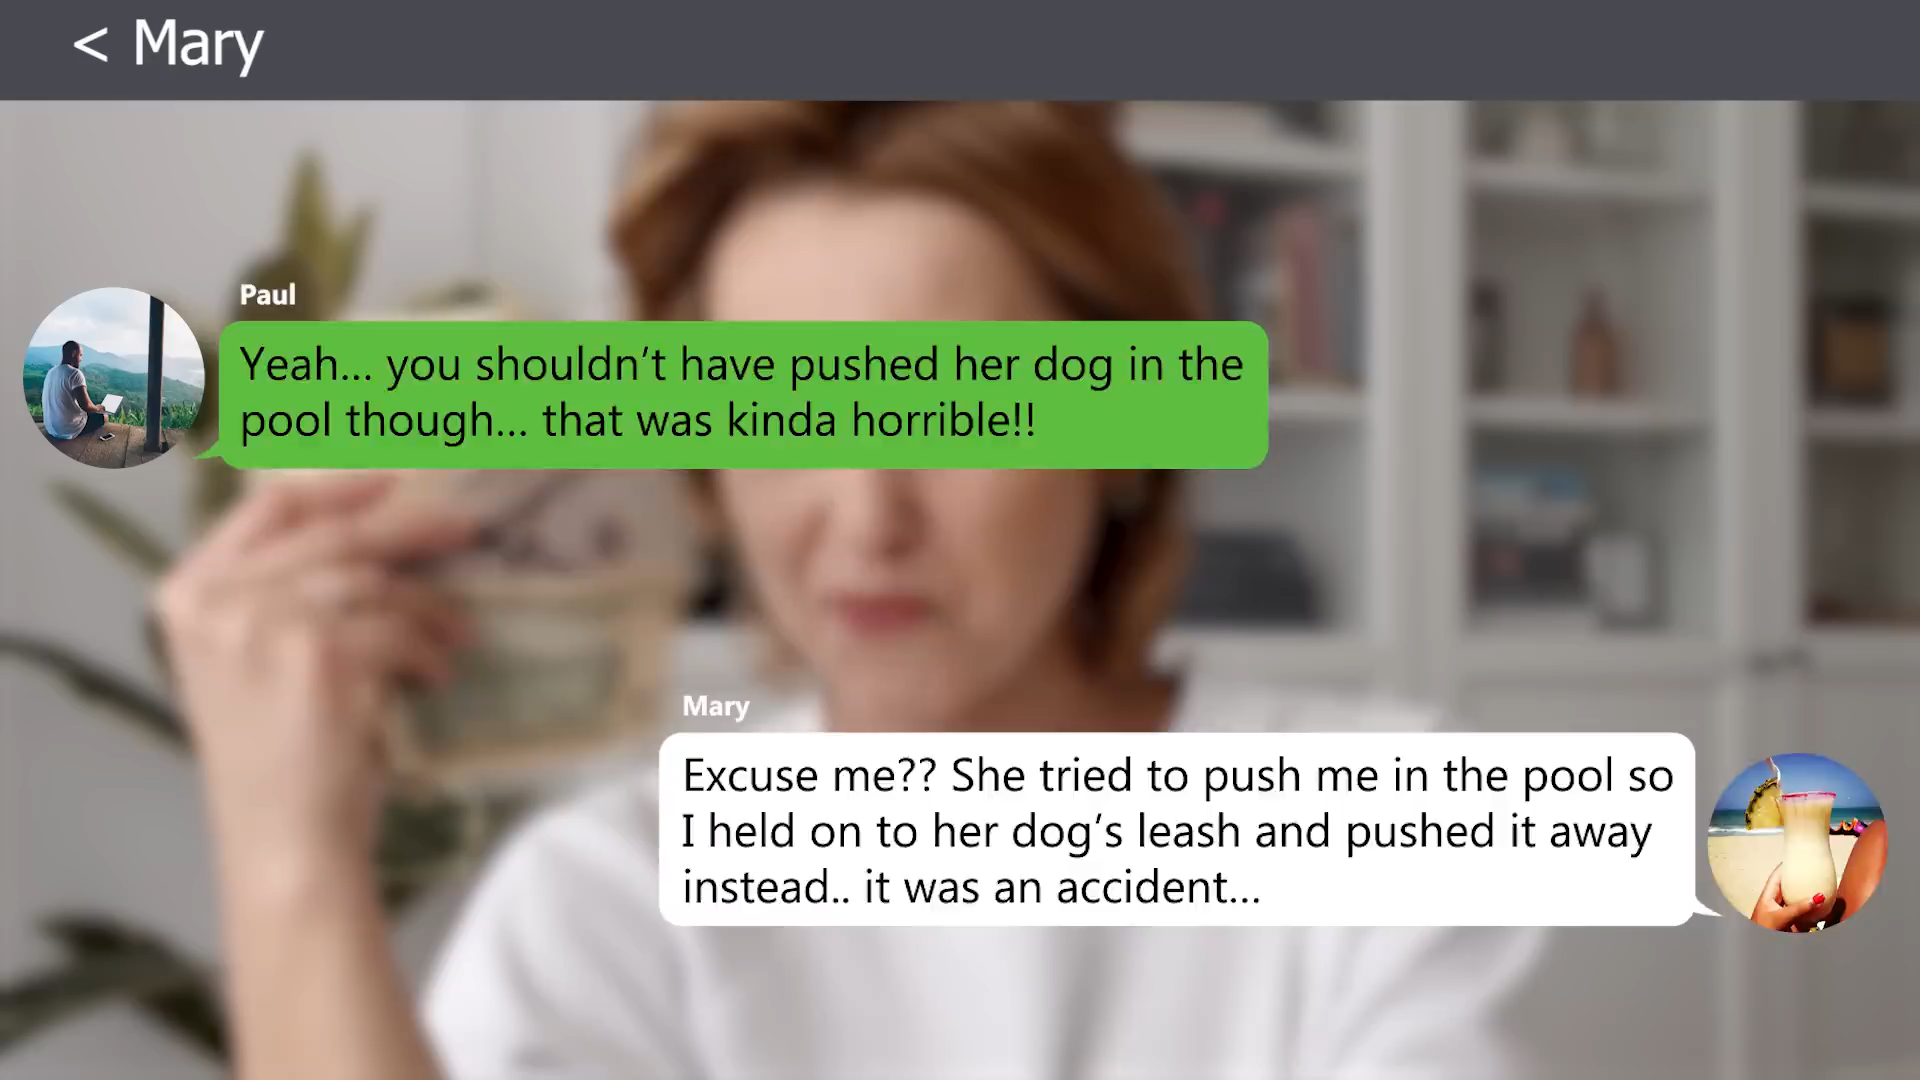 < Mary
Paul
Yeah... you shouldn't have pushed her dog in the
pool though... that was kinda horrible!!
Mary
Excuse me?? She tried to push me in the pool so
I held on to her dog's leash and pushed it away
instead.. it was an accident...